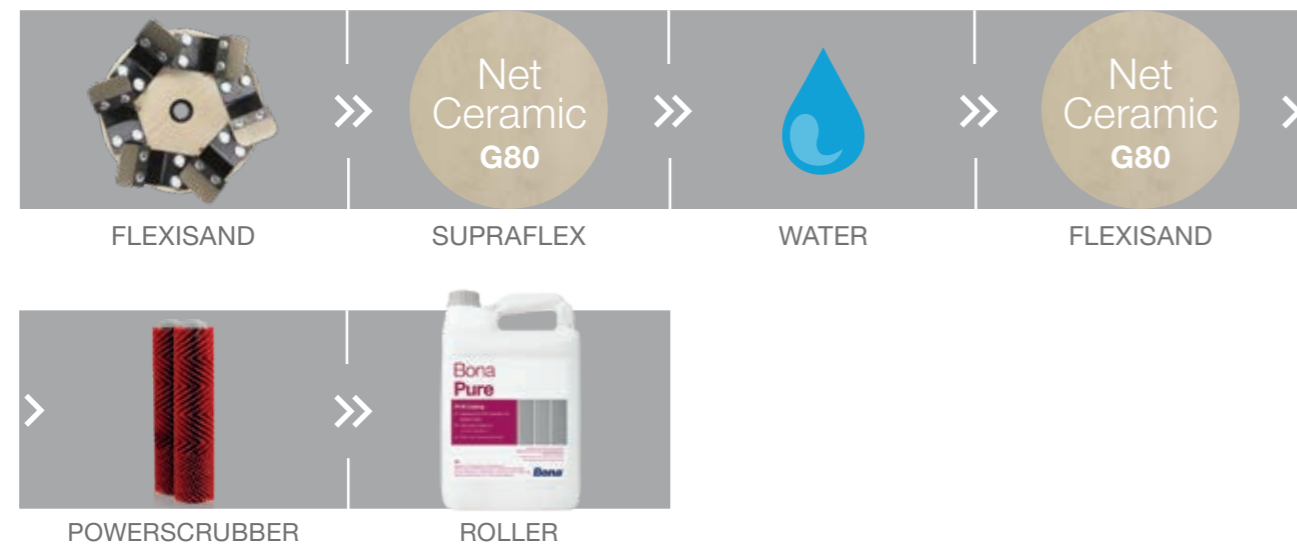 Net
Ceramic
G80
Net
Ceramic
G80
FLEXISAND
SUPRAFLEX
WATER
FLEXISAND
Bona
Pure
Bona
POWERSCRUBBER
ROLLER